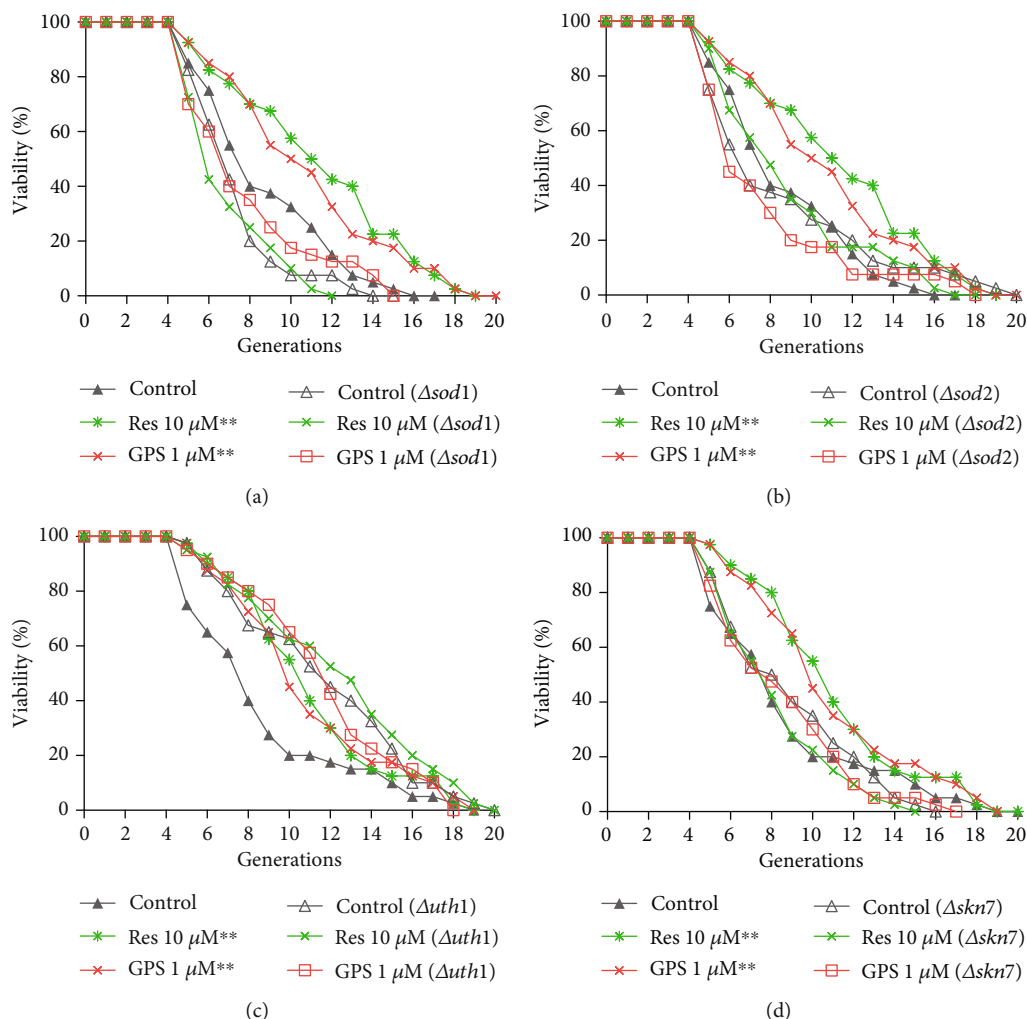 100
80
60
40
20
0
Viability (%)
0 2 4 6 8 10 12 14 16 18 20
Generations
Control
Res 10 μM**
GPS 1 μM**
Control (Δsod1)
Res 10 μM (Δsod1)
GPS 1 μM (Δsod1)
(a)
100
80
60
40
20
0
Viability (%)
0 2 4 6 8 10 12 14 16 18 20
Generations
Control
Res 10 μM**
GPS 1 μM**
Control (Δsod2)
Res 10 μM (Δsod2)
GPS 1 μM (Δsod2)
(b)
100
80
60
40
20
0
Viability (%)
0 2 4 6 8 10 12 14 16 18 20
Generations
Control
Res 10 μM**
GPS 1 μM**
Control (Δuth1)
Res 10 μM (Δuth1)
GPS 1 μM (Δuth1)
(c)
100
80
60
40
20
0
Viability (%)
0 2 4 6 8 10 12 14 16 18 20
Generations
Control
Res 10 μM**
GPS 1 μM**
Control (Δskn7)
Res 10 μM (Δskn7)
GPS 1 μM (Δskn7)
(d)